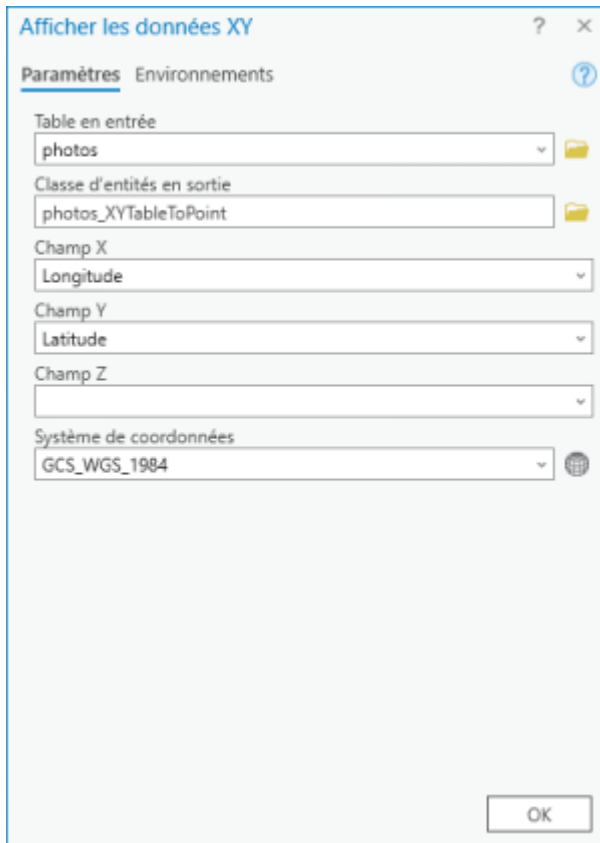 Afficher les données XY ? ×
Paramètres Environnements ?
Table en entrée
photos
Classe d'entités en sortie
photos_XYTableToPoint
Champ X
Longitude
Champ Y
Latitude
Champ Z
Système de coordonnées
GCS_WGS_1984
OK